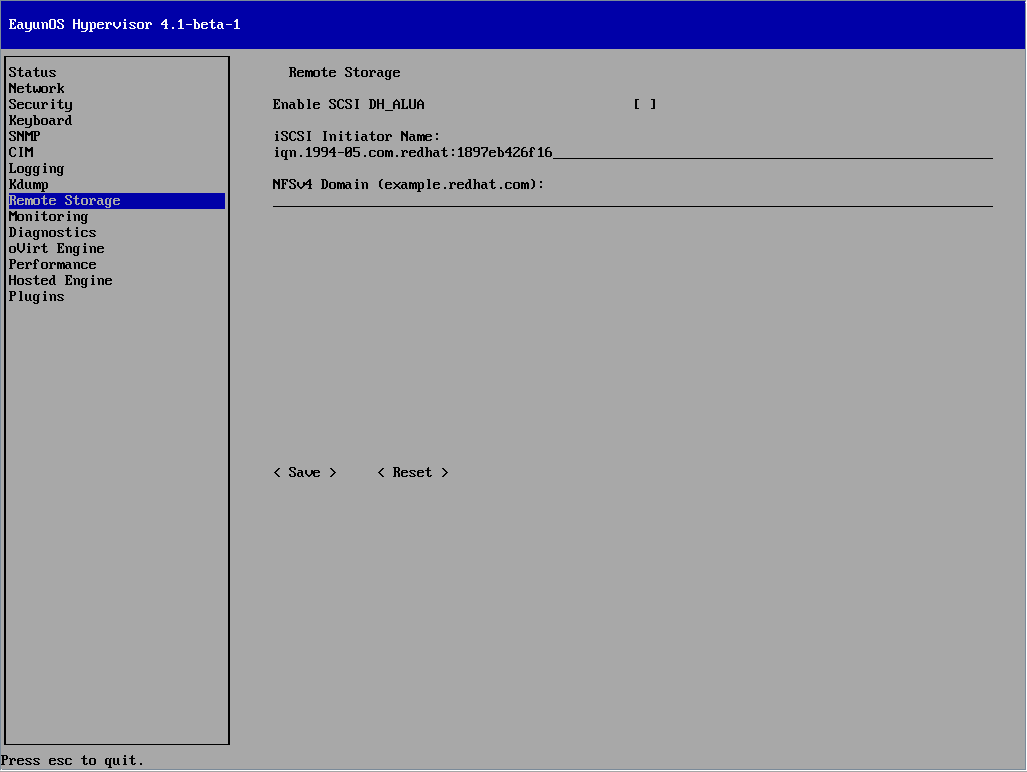 EayunOS Hypervisor 4.1-beta-1
Status
Network
Security
Keyboard
SNMP
CIM
Logging
Kdump
Remote Storage
Monitoring
Diagnostics
oVirt Engine
Performance
Hosted Engine
Plugins
Remote Storage
Enable SCSI DH_ALUA [ ]
iSCSI Initiator Name:
iqn.1994-05.com.redhat:1897eb426f16
NFSv4 Domain (example.redhat.com):
< Save > < Reset >
Press esc to quit.